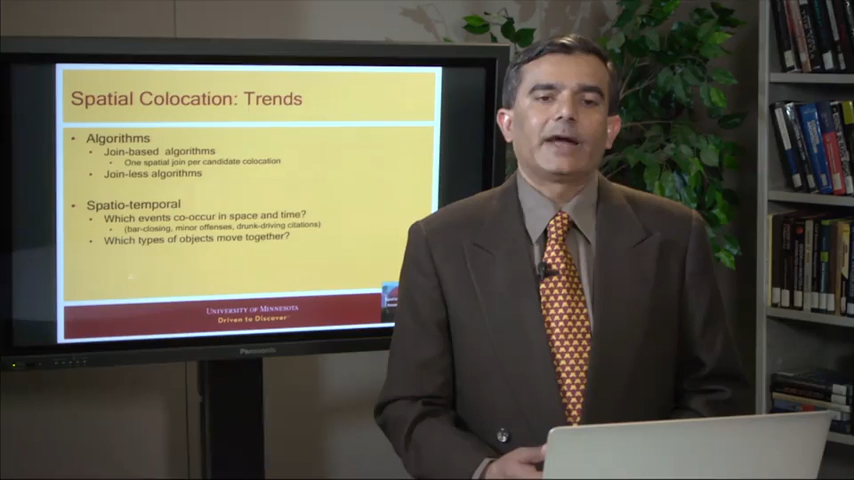 Spatial Colocation: Trends
• Algorithms
• Join-based algorithms
• One spatial join per candidate colocation
• Join-less algorithms
• Spatio-temporal
• Which events co-occur in space and time?
• (bar-closing, minor offenses, drunk-driving citations)
• Which types of objects move together?
UNIVERSITY OF MINNESOTA
Driven to Discover
Panasonic